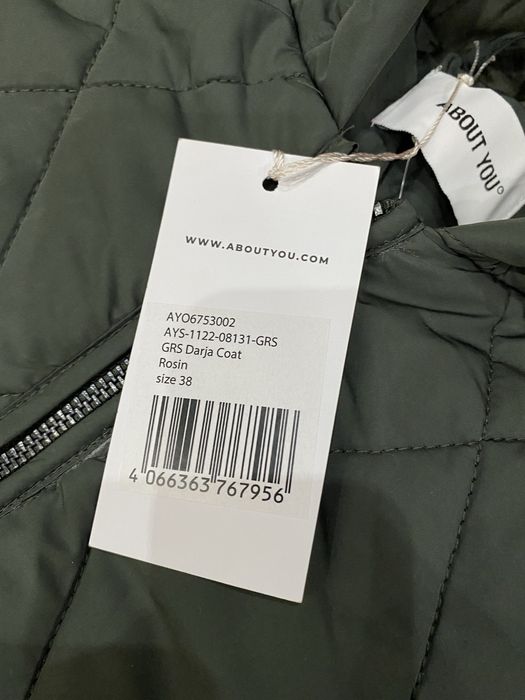 ABOUT YOU©
WWW.ABOUTYOU.COM
AYO6753002
AYS-1122-08131-GRS
GRS Darja Coat
Rosin
size 38
4 066363 767956